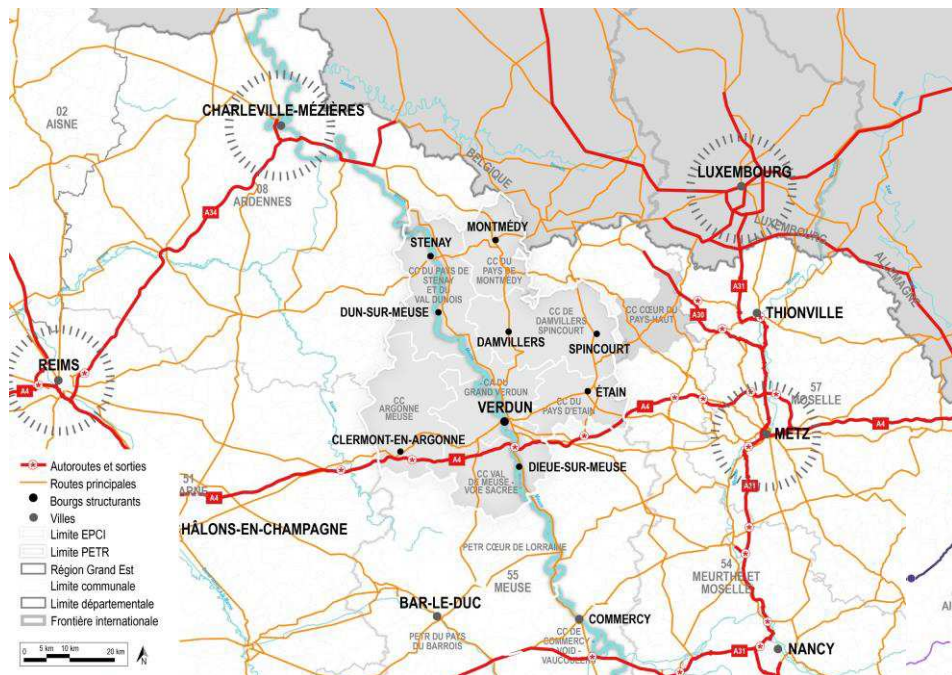 CHARLEVILLE-MÉZIÈRES
02
AISNE
08
ARDENNES
BELGIQUE
LUXEMBOURG
LUXEMBOURG
ALLEMAGNE
A34
MONTMÉDY
STENAY
CC DU PAYS DE
STENAY
ET DU
VAL DUNOIS
CC DU
PAYS DE
MONTMÉDY
A31
DUN-SUR-MEUSE
CC DE
DAMVILLERS
SPINCOURT
CC CŒUR DU
PAYS-HAUT
A30
THIONVILLE
DAMVILLERS
SPINCOURT
REIMS
A4
CA DU
GRAND VERDUN
ÉTAIN
57
MOSELLE
CC
ARGONNE
MEUSE
VERDUN
CC DU
PAYS D'ETAIN
A4
A4
METZ
CLERMONT-EN-ARGONNE
A4
DIEUE-SUR-MEUSE
CC VAL
DE MEUSE -
VOIE SACRÉE
A31
51
ARNE
A4
HÂLONS-EN-CHAMPAGNE
PETR CŒUR DE LORRAINE
55
MEUSE
54
MEURTHE ET
MOSELLE
BAR-LE-DUC
PETR DU PAYS
DU BARROIS
COMMERCY
CC DE
COMMERCY -
VOID -
VAUCOULEURS
A31
NANCY
Autoroutes et sorties
Routes principales
Bourgs structurants
Villes
Limite EPCI
Limite PETR
Région Grand Est
Limite communale
Limite départementale
Frontière internationale
0 5 km 10 km 20 km
N